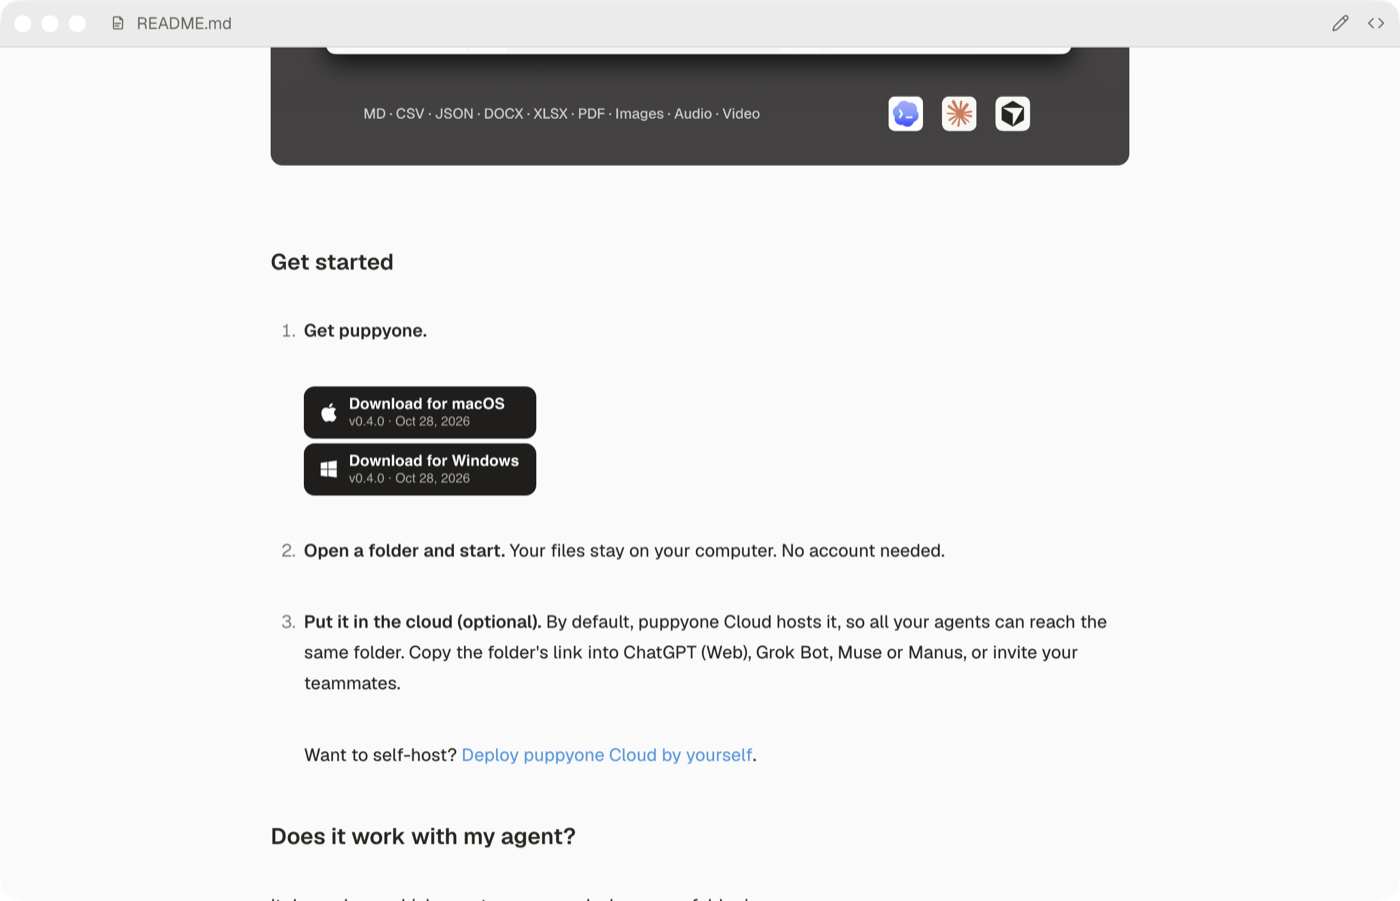 README.md
MD · CSV · JSON · DOCX · XLSX · PDF · Images · Audio · Video
Get started
1. Get puppyone.
Download for macOS
v0.4.0 · Oct 28, 2026
Download for Windows
v0.4.0 · Oct 28, 2026
2. Open a folder and start. Your files stay on your computer. No account needed.
3. Put it in the cloud (optional). By default, puppyone Cloud hosts it, so all your agents can reach the
same folder. Copy the folder's link into ChatGPT (Web), Grok Bot, Muse or Manus, or invite your
teammates.
Want to self-host? Deploy puppyone Cloud by yourself.
Does it work with my agent?